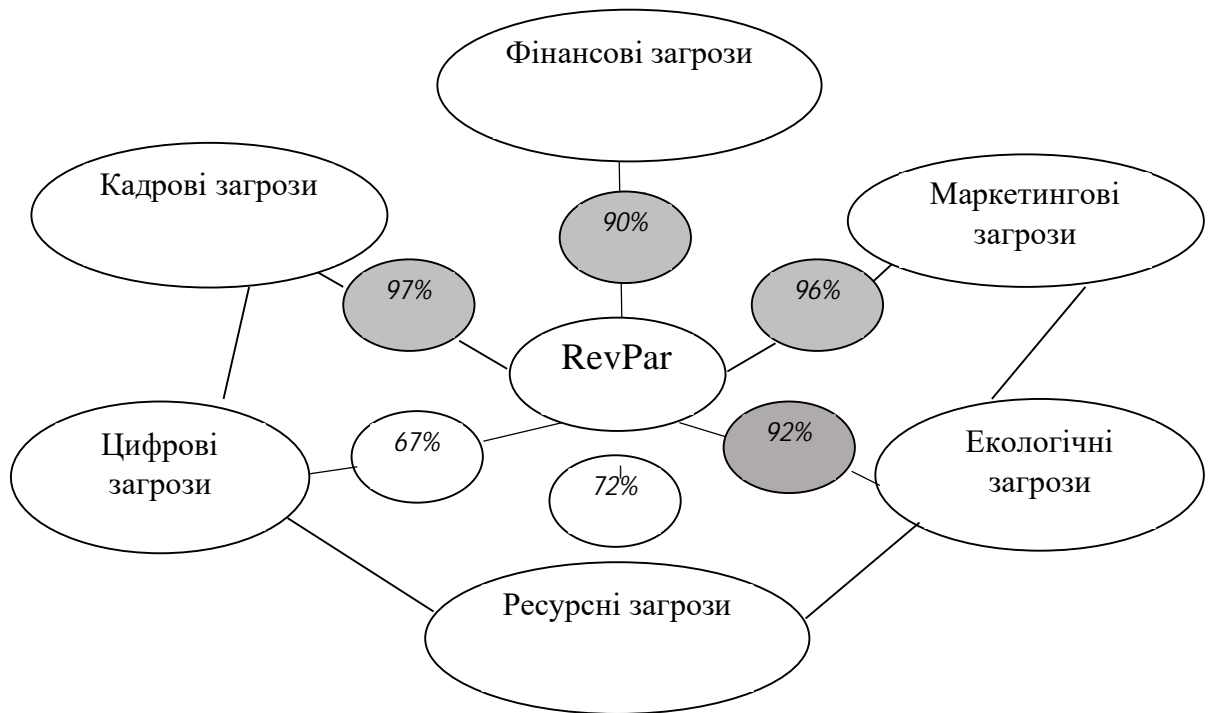 Фінансові загрози
Кадрові загрози
Маркетингові
загрози
90%
97%
96%
RevPar
Цифрові
загрози
67%
92%
Екологічні
загрози
72%
Ресурсні загрози